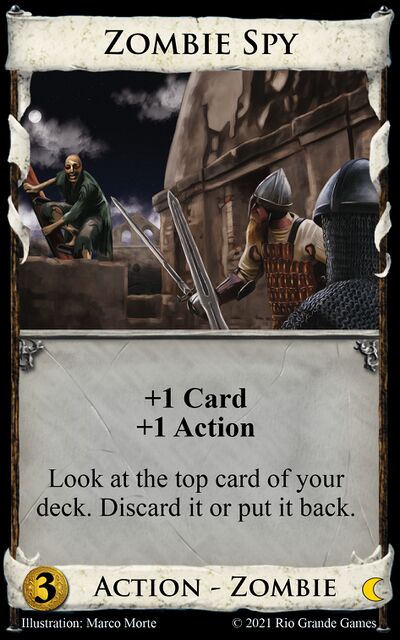 Zombie Spy
+1 Card
+1 Action
Look at the top card of your
deck. Discard it or put it back.
3 Action - Zombie
Illustration: Marco Morte © 2021 Rio Grande Games